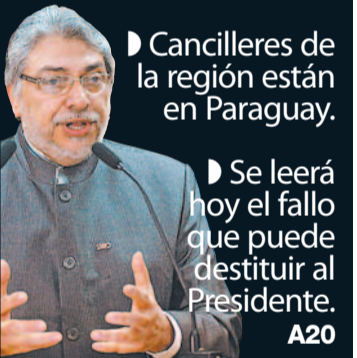 ◗ Cancilleres de
la región están
en Paraguay.
◗ Se leerá
hoy el fallo
que puede
destituir al
Presidente.
A20